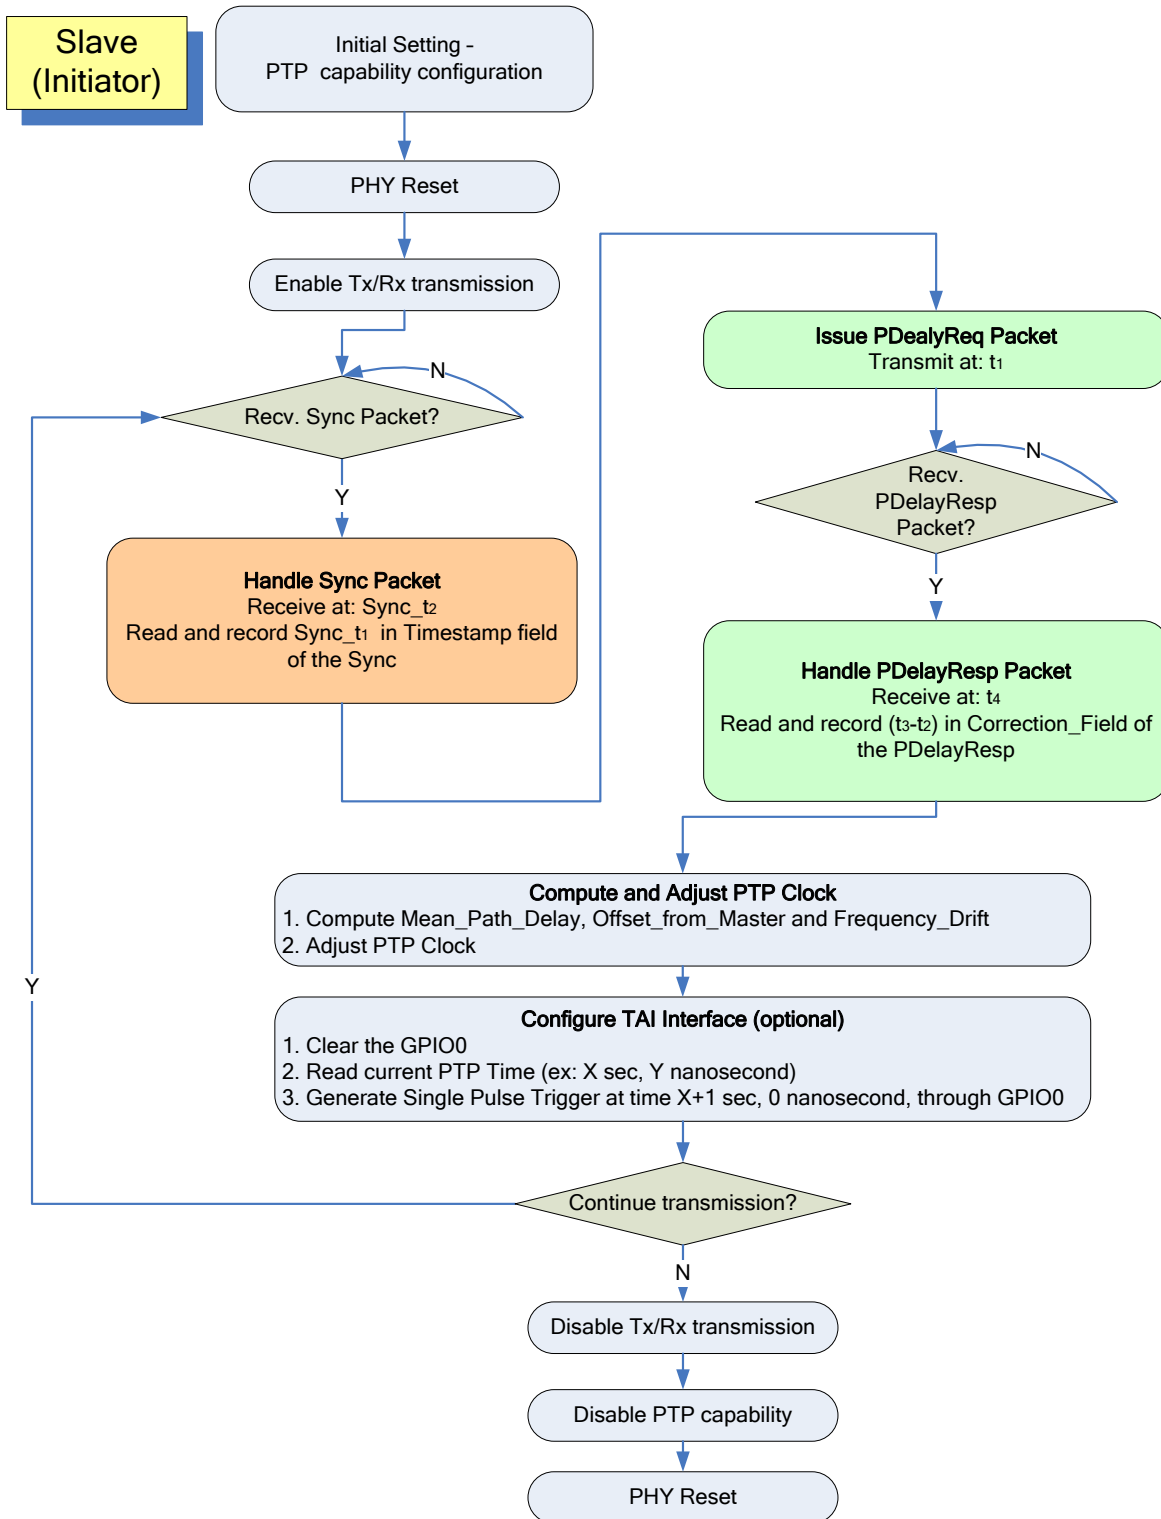 Slave
(Initiator)
Initial Setting -
PTP capability configuration
PHY Reset
Enable Tx/Rx transmission
N
Recv. Sync Packet?
Y
Handle Sync Packet
Receive at: Sync_t2
Read and record Sync_t1 in Timestamp field
of the Sync
Issue PDealyReq Packet
Transmit at: t1
N
Recv.
PDelayResp
Packet?
Y
Handle PDelayResp Packet
Receive at: t4
Read and record (t3-t2) in Correction_Field of
the PDelayResp
Compute and Adjust PTP Clock
1. Compute Mean_Path_Delay, Offset_from_Master and Frequency_Drift
2. Adjust PTP Clock
Y
Configure TAI Interface (optional)
1. Clear the GPIO0
2. Read current PTP Time (ex: X sec, Y nanosecond)
3. Generate Single Pulse Trigger at time X+1 sec, 0 nanosecond, through GPIO0
Continue transmission?
N
Disable Tx/Rx transmission
Disable PTP capability
PHY Reset